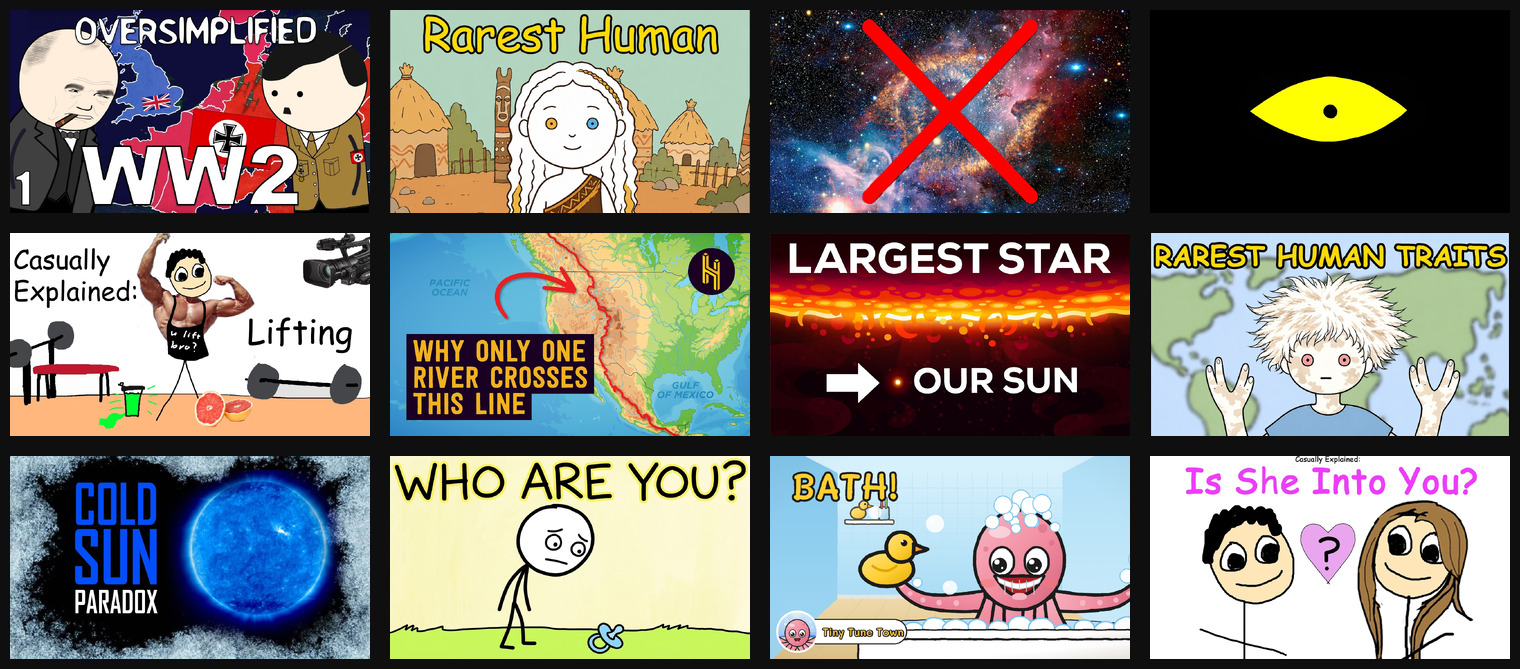 OVERSIMPLIFIED
WW2
1
Rarest Human
Casually
Explained:
u lift
bro?
Lifting
PACIFIC
OCEAN
WHY ONLY ONE
RIVER CROSSES
THIS LINE
GULF
OF MEXICO
LARGEST STAR
OUR SUN
RAREST HUMAN TRAITS
COLD
SUN
PARADOX
WHO ARE YOU?
BATH!
Tiny Tune Town
Casually Explained:
Is She Into You?
?